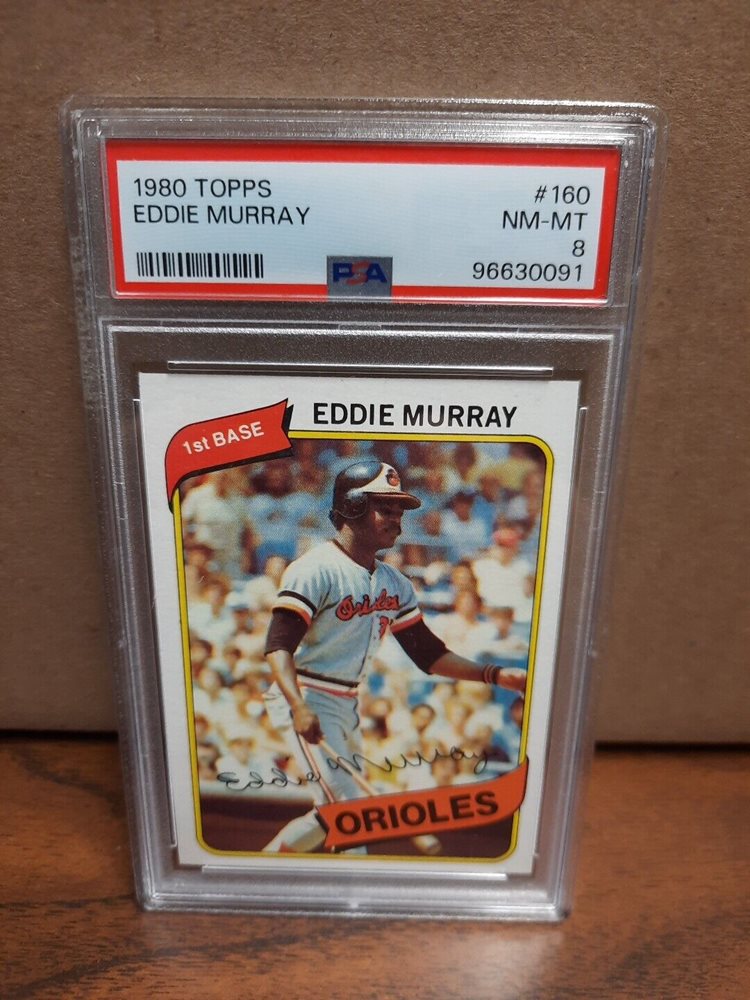 1980 TOPPS
EDDIE MURRAY
#160
NM-MT
8
96630091
PSA
1st BASE
EDDIE MURRAY
Orioles
Eddie Murray
ORIOLES